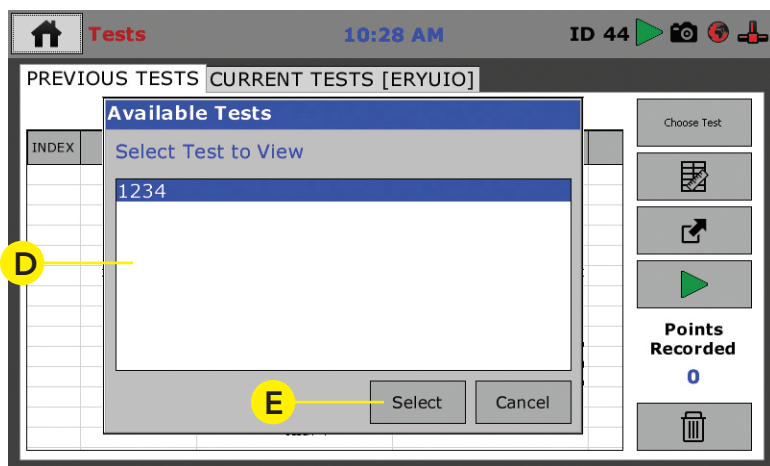 Tests 10:28 AM ID 44
PREVIOUS TESTS CURRENT TESTS [ERYUIO]
Available Tests
Choose Test
INDEX
Select Test to View
1234
D
Points
Recorded
0
E
Select
Cancel